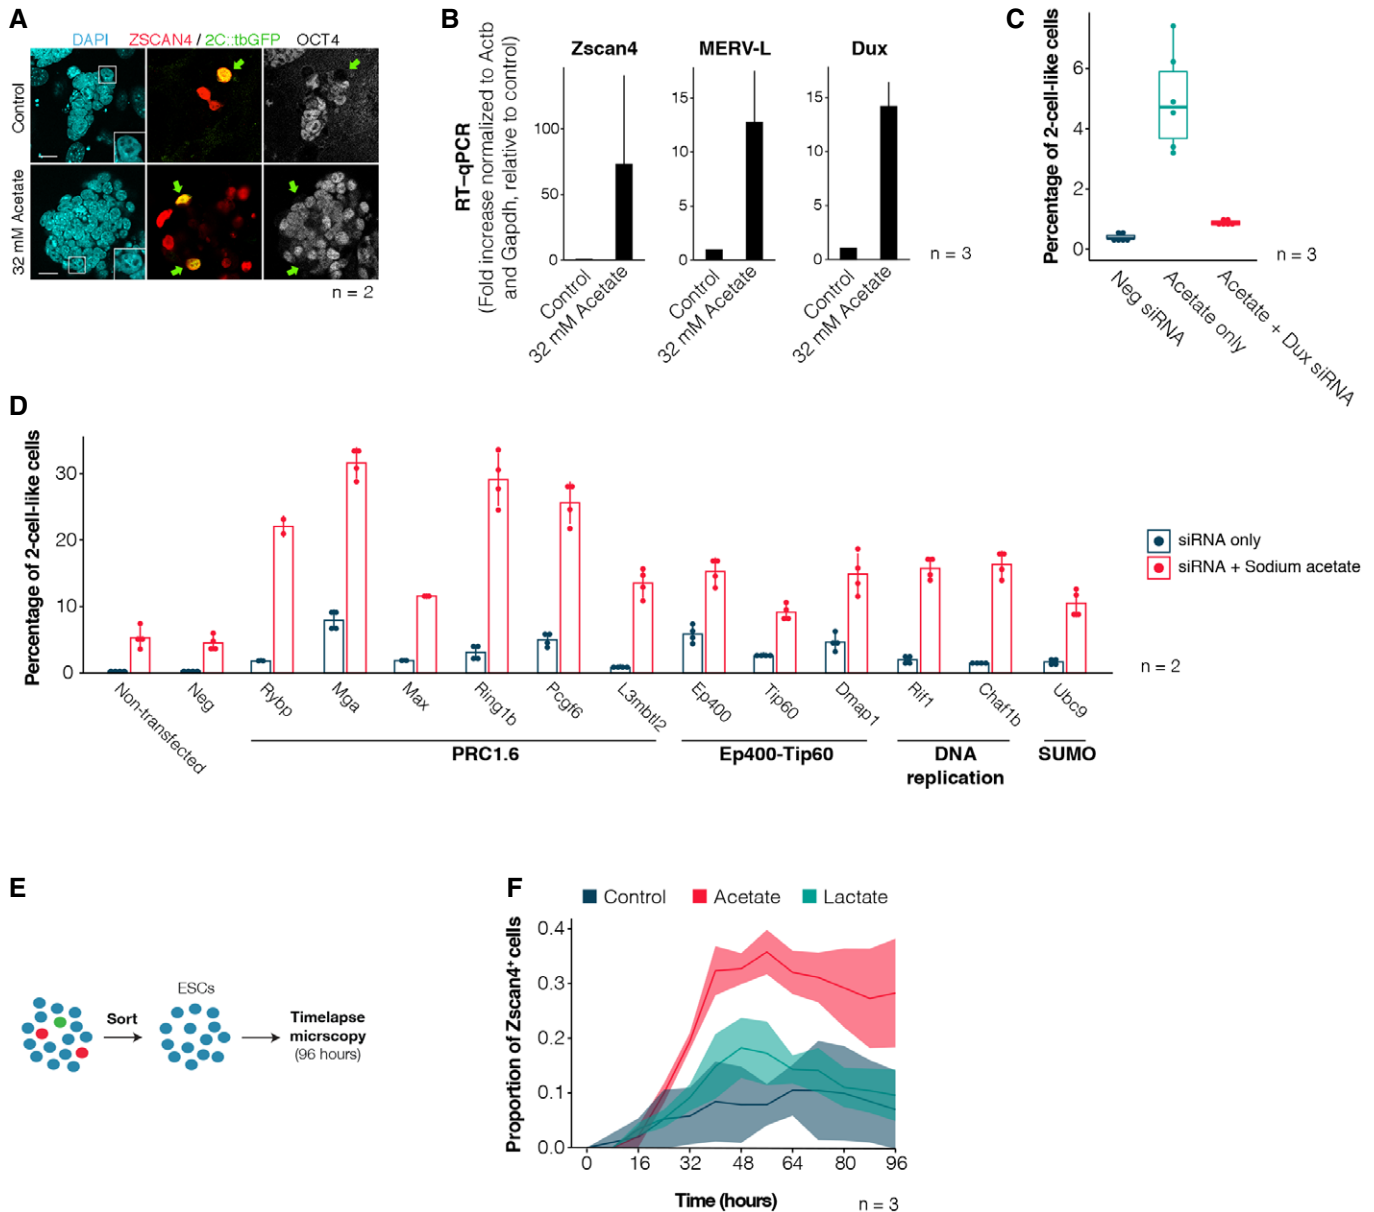 A
DAPI ZSCAN4 / 2C::tbGFP OCT4
Control
32 mM Acetate
n = 2
B
RT–qPCR
(Fold increase normalized to Actb
and Gapdh, relative to control)
Zscan4
100
50
0
Control
32 mM Acetate
MERV-L
15
10
5
0
Control
32 mM Acetate
Dux
15
10
5
0
Control
32 mM Acetate
n = 3
C
Percentage of 2-cell-like cells
6
4
2
0
Neg siRNA
Acetate only
Acetate + Dux siRNA
n = 3
D
Percentage of 2-cell-like cells
30
20
10
0
Non-transfected
Neg
Rybp
Mga
Max
Ring1b
Pcgf6
L3mbtl2
Ep400
Tip60
Dmap1
Rif1
Chaf1b
Ubc9
PRC1.6
Ep400-Tip60
DNA
replication
SUMO
siRNA only
siRNA + Sodium acetate
n = 2
E
Sort
ESCs
Timelapse
micrscopy
(96 hours)
F
Control Acetate Lactate
Proportion of Zscan4⁺ cells
0.4
0.3
0.2
0.1
0.0
0 16 32 48 64 80 96
Time (hours)
n = 3